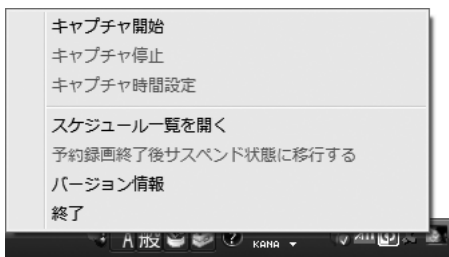 キャプチャ開始
キャプチャ停止
キャプチャ時間設定
スケジュール一覧を開く
予約録画終了後サスペンド状態に移行する
バージョン情報
終了
A 般 KANA